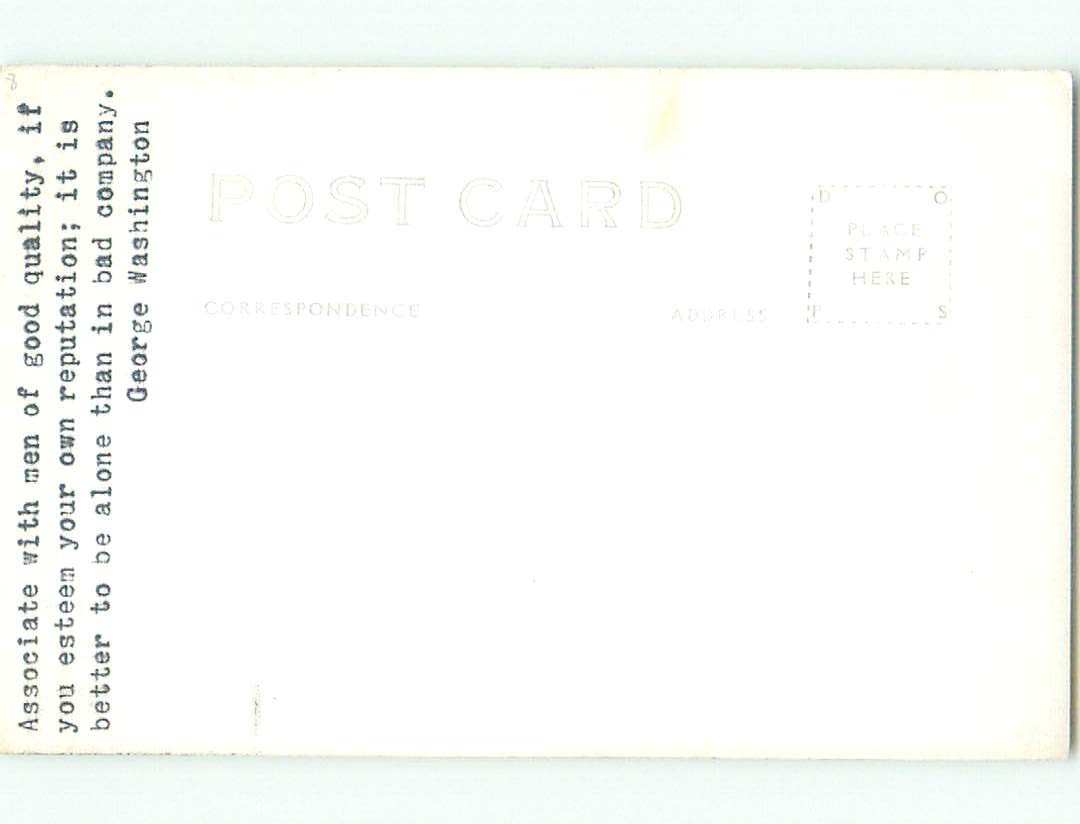 Associate with men of good quality, if
you esteem your own reputation; it is
better to be alone than in bad company.
George Washington
POST CARD
CORRESPONDENCE
ADDRESS
D O
PLACE
STAMP
HERE
P S
8